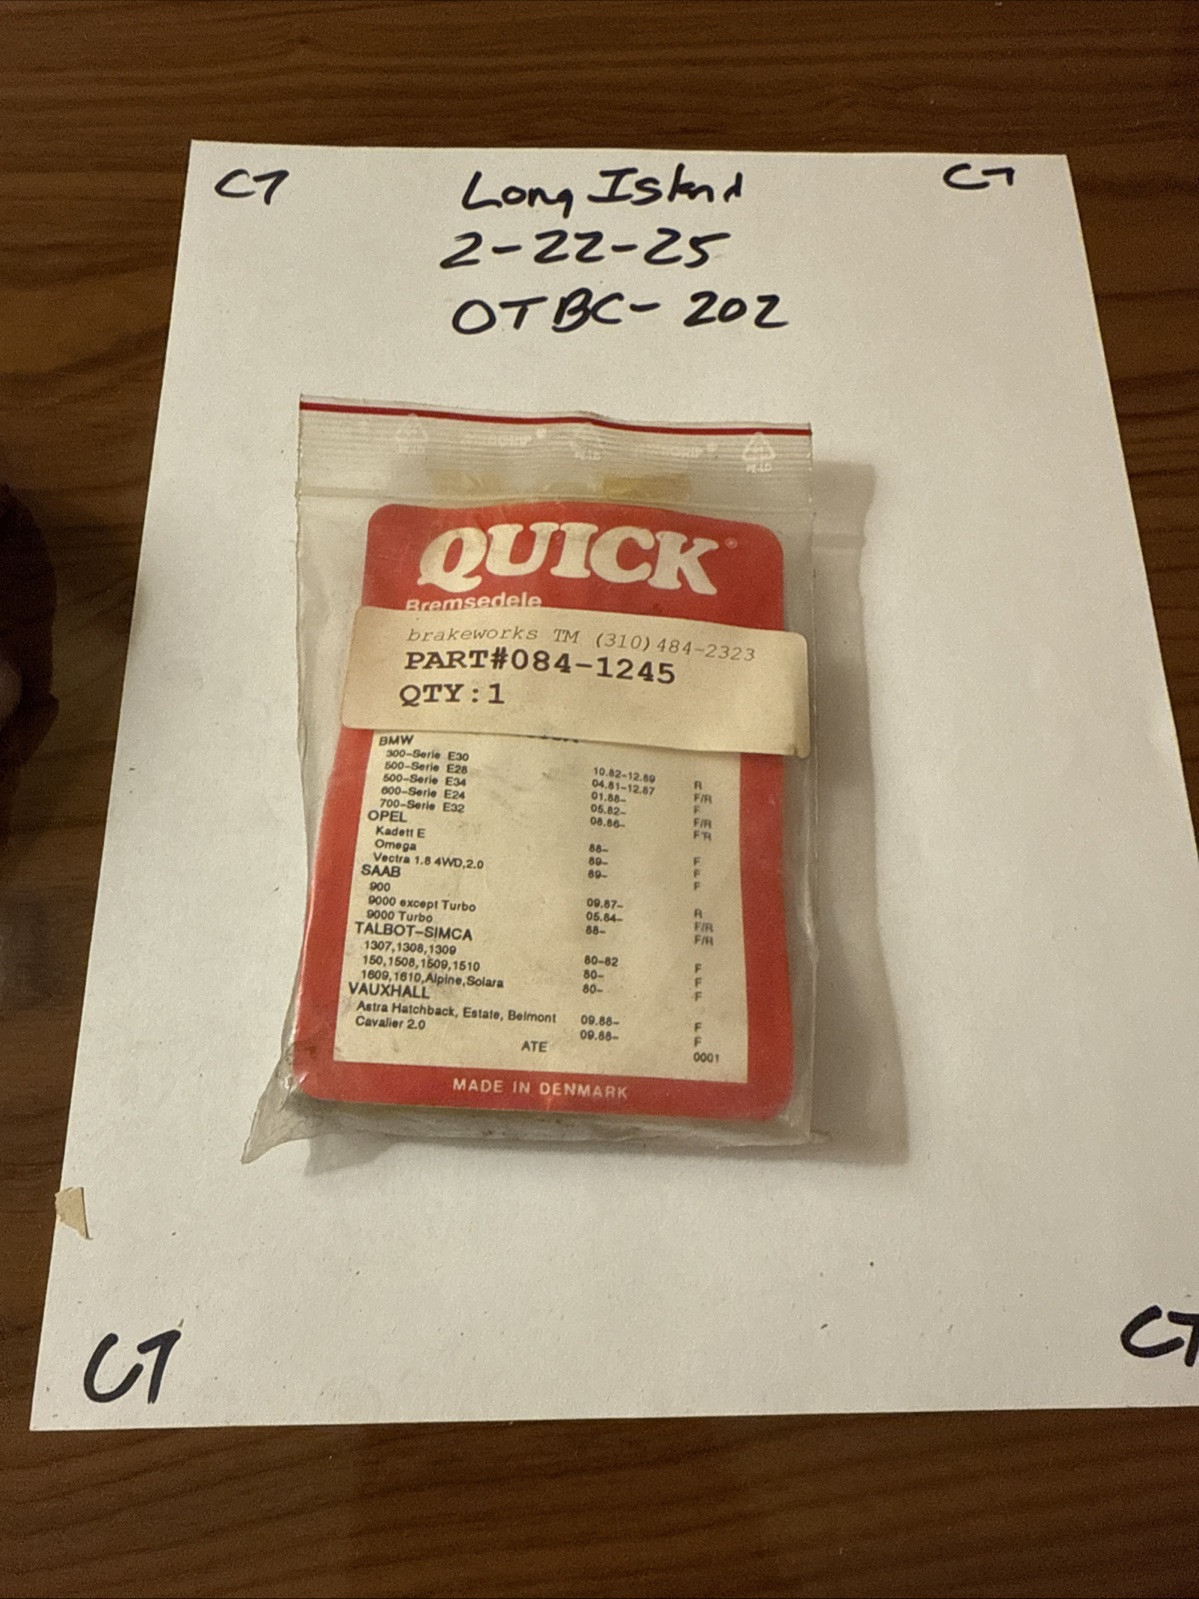 CT Long Island CT
2-22-25
OTBC-202
QUICK®
Bremsedele
brakeworks TM (310)484-2323
PART#084-1245
QTY:1
BMW
300-Serie E30 10.82-12.89 R
500-Serie E28 04.81-12.87 F/R
500-Serie E34 01.88- F
600-Serie E24 05.82- F/R
700-Serie E32 08.86- F/R
OPEL
Kadett E 88- F
Omega 89- F
Vectra 1.8 4WD,2.0 89- F
SAAB
900 09.87- R
9000 except Turbo 05.84- F/R
9000 Turbo 88- F/R
TALBOT-SIMCA
1307,1308,1309 80-82 F
150,1508,1509,1510 80- F
1609,1610,Alpine,Solara 80- F
VAUXHALL
Astra Hatchback, Estate, Belmont 09.88- F
Cavalier 2.0 09.88- F
ATE 0001
MADE IN DENMARK
CT CT